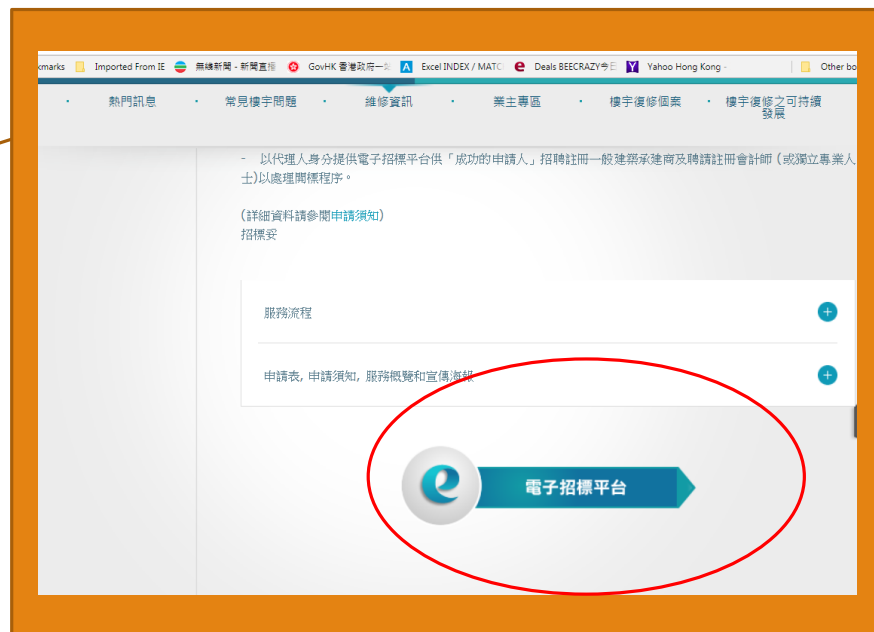 kmarks Imported From IE 無綫新聞 - 新聞直播 GovHK 香港政府一 Excel INDEX / MATC Deals BEECRAZY今日 Yahoo Hong Kong - Other bo
· 熱門訊息 · 常見樓宇問題 · 維修資訊 · 業主專區 · 樓宇復修個案 · 樓宇復修之可持續
發展
- 以代理人身分提供電子招標平台供「成功的申請人」招聘註冊一般建築承建商及聘請註冊會計師 (或獨立專業人
士)以處理開標程序。
(詳細資料請參閱申請須知)
招標妥
服務流程
申請表, 申請須知, 服務概覽和宣傳海報
電子招標平台